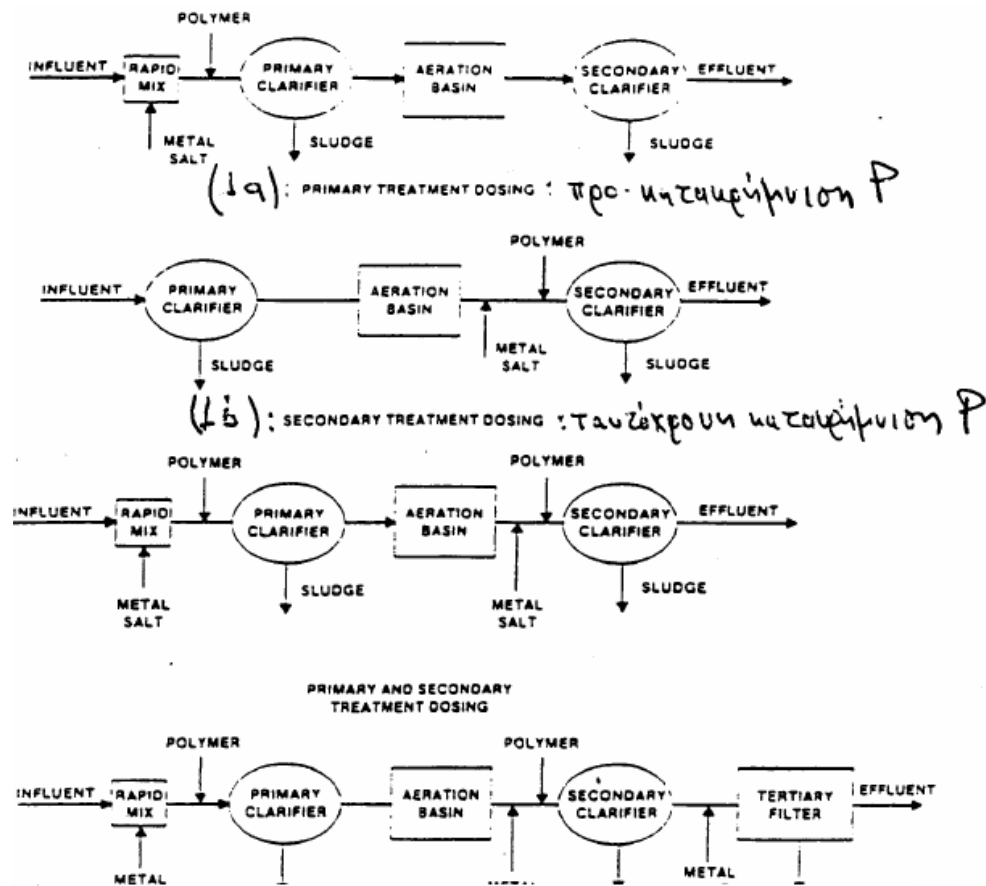 POLYMER
INFLUENT
RAPID
MIX
PRIMARY
CLARIFIER
AERATION
BASIN
SECONDARY
CLARIFIER
EFFLUENT
METAL
SALT
SLUDGE
SLUDGE
(1α): PRIMARY TREATMENT DOSING : προ-κατακρήμνιση P
POLYMER
INFLUENT
PRIMARY
CLARIFIER
AERATION
BASIN
SECONDARY
CLARIFIER
EFFLUENT
METAL
SALT
SLUDGE
SLUDGE
(1β): SECONDARY TREATMENT DOSING : ταυτόχρονη κατακρήμνιση P
POLYMER
POLYMER
INFLUENT
RAPID
MIX
PRIMARY
CLARIFIER
AERATION
BASIN
SECONDARY
CLARIFIER
EFFLUENT
METAL
SALT
SLUDGE
METAL
SALT
SLUDGE
PRIMARY AND SECONDARY
TREATMENT DOSING
POLYMER
POLYMER
INFLUENT
RAPID
MIX
PRIMARY
CLARIFIER
AERATION
BASIN
SECONDARY
CLARIFIER
TERTIARY
FILTER
EFFLUENT
METAL
METAL
METAL